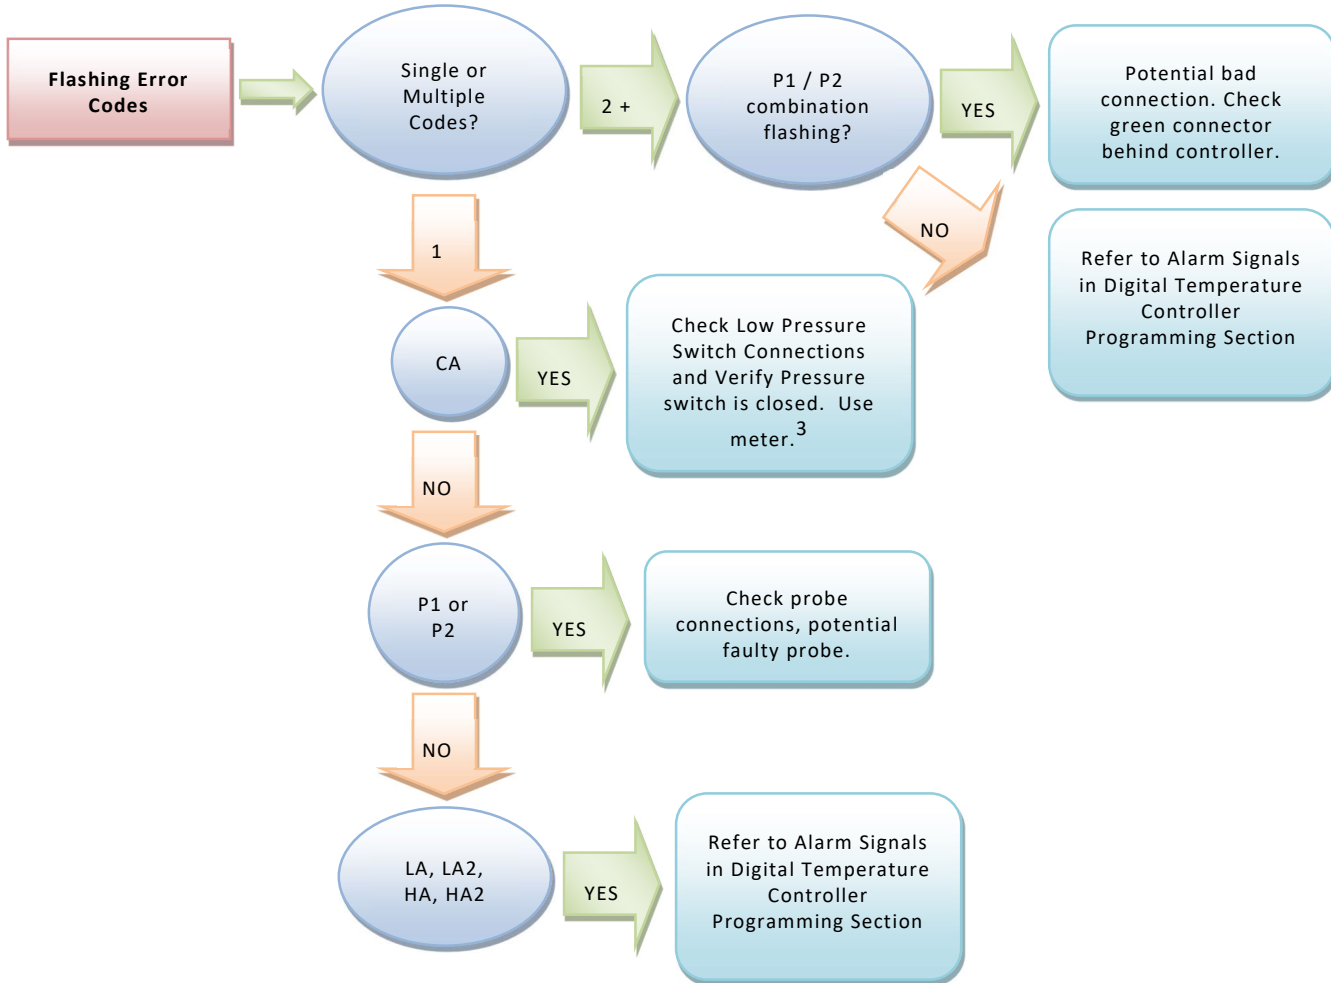 Flashing Error
Codes
Single or
Multiple
Codes?
2 +
P1 / P2
combination
flashing?
YES
Potential bad
connection. Check
green connector
behind controller.
NO
Refer to Alarm Signals
in Digital Temperature
Controller
Programming Section
1
CA
YES
Check Low Pressure
Switch Connections
and Verify Pressure
switch is closed. Use
meter.3
NO
P1 or
P2
YES
Check probe
connections, potential
faulty probe.
NO
LA, LA2,
HA, HA2
YES
Refer to Alarm Signals
in Digital Temperature
Controller
Programming Section